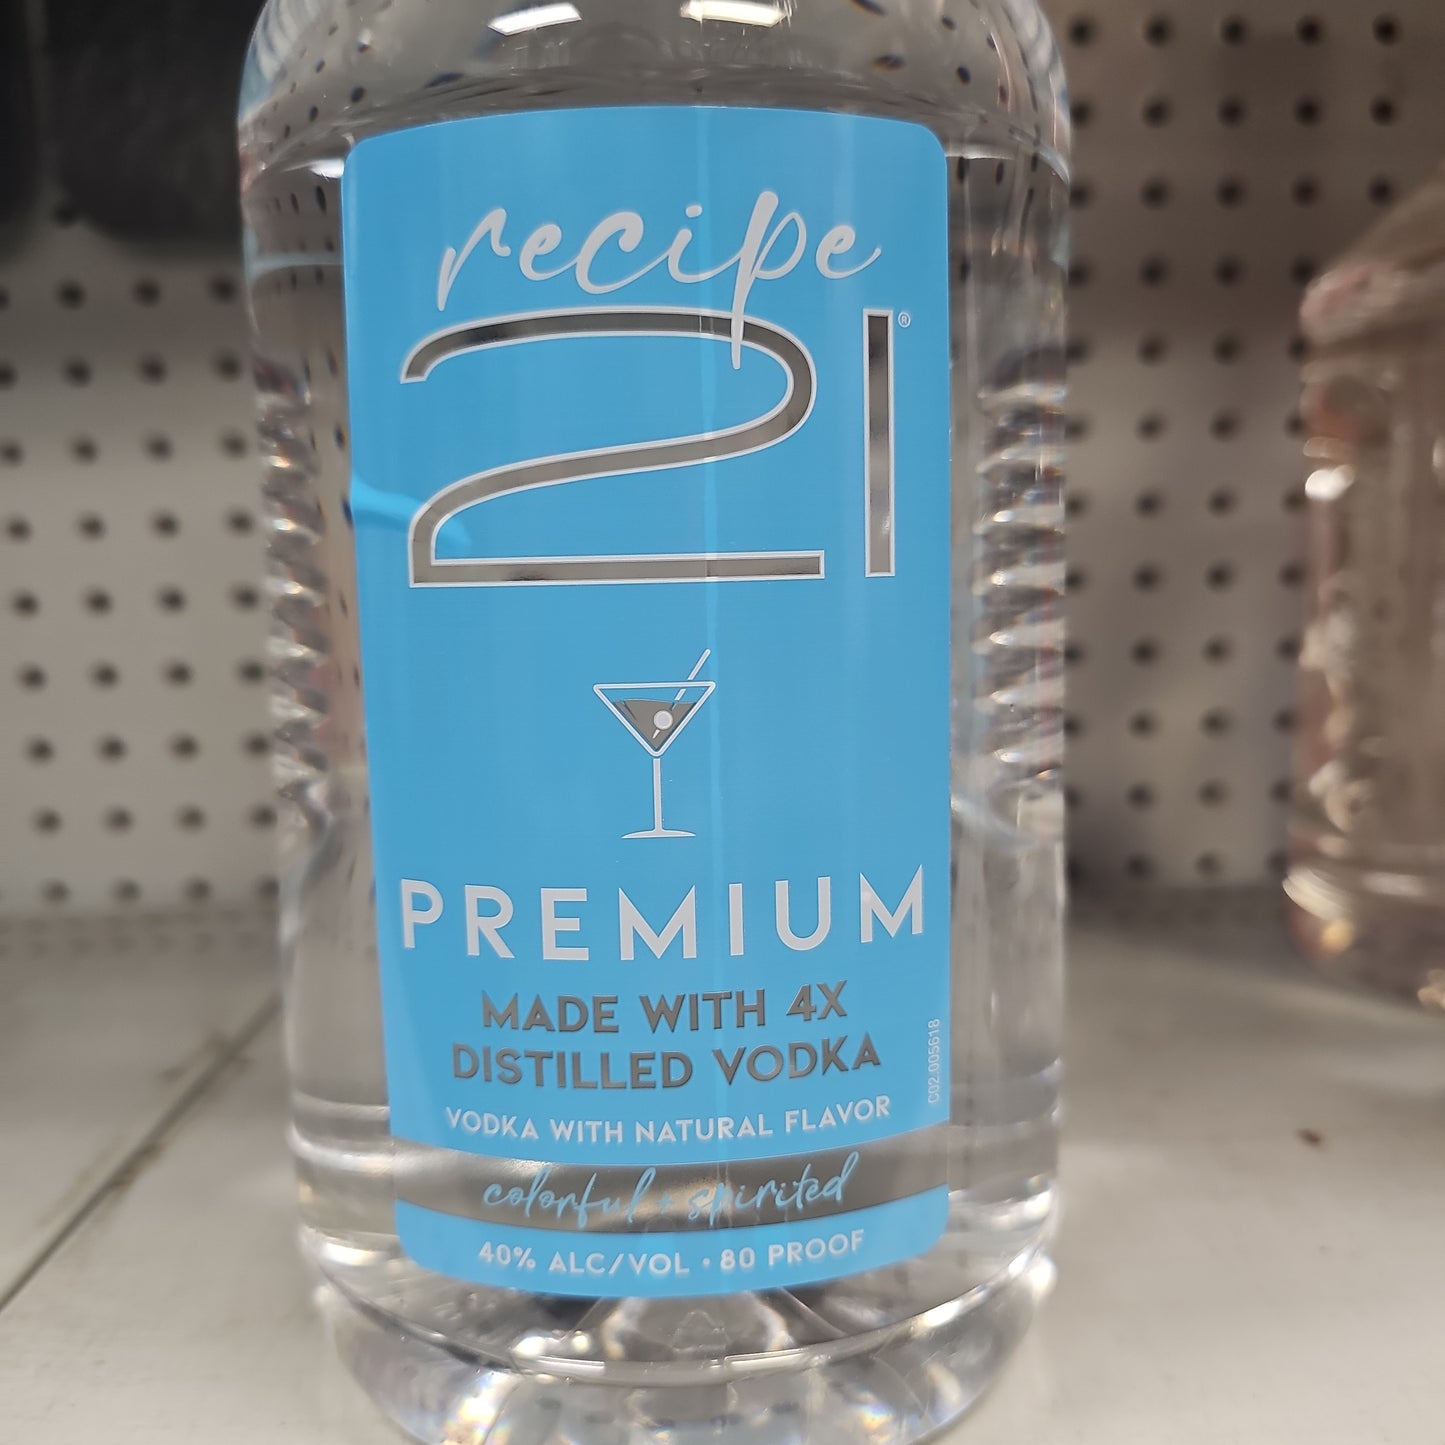 recipe
21®
PREMIUM
MADE WITH 4X
DISTILLED VODKA
C02.005618
VODKA WITH NATURAL FLAVOR
colorful + spirited
40% ALC/VOL • 80 PROOF